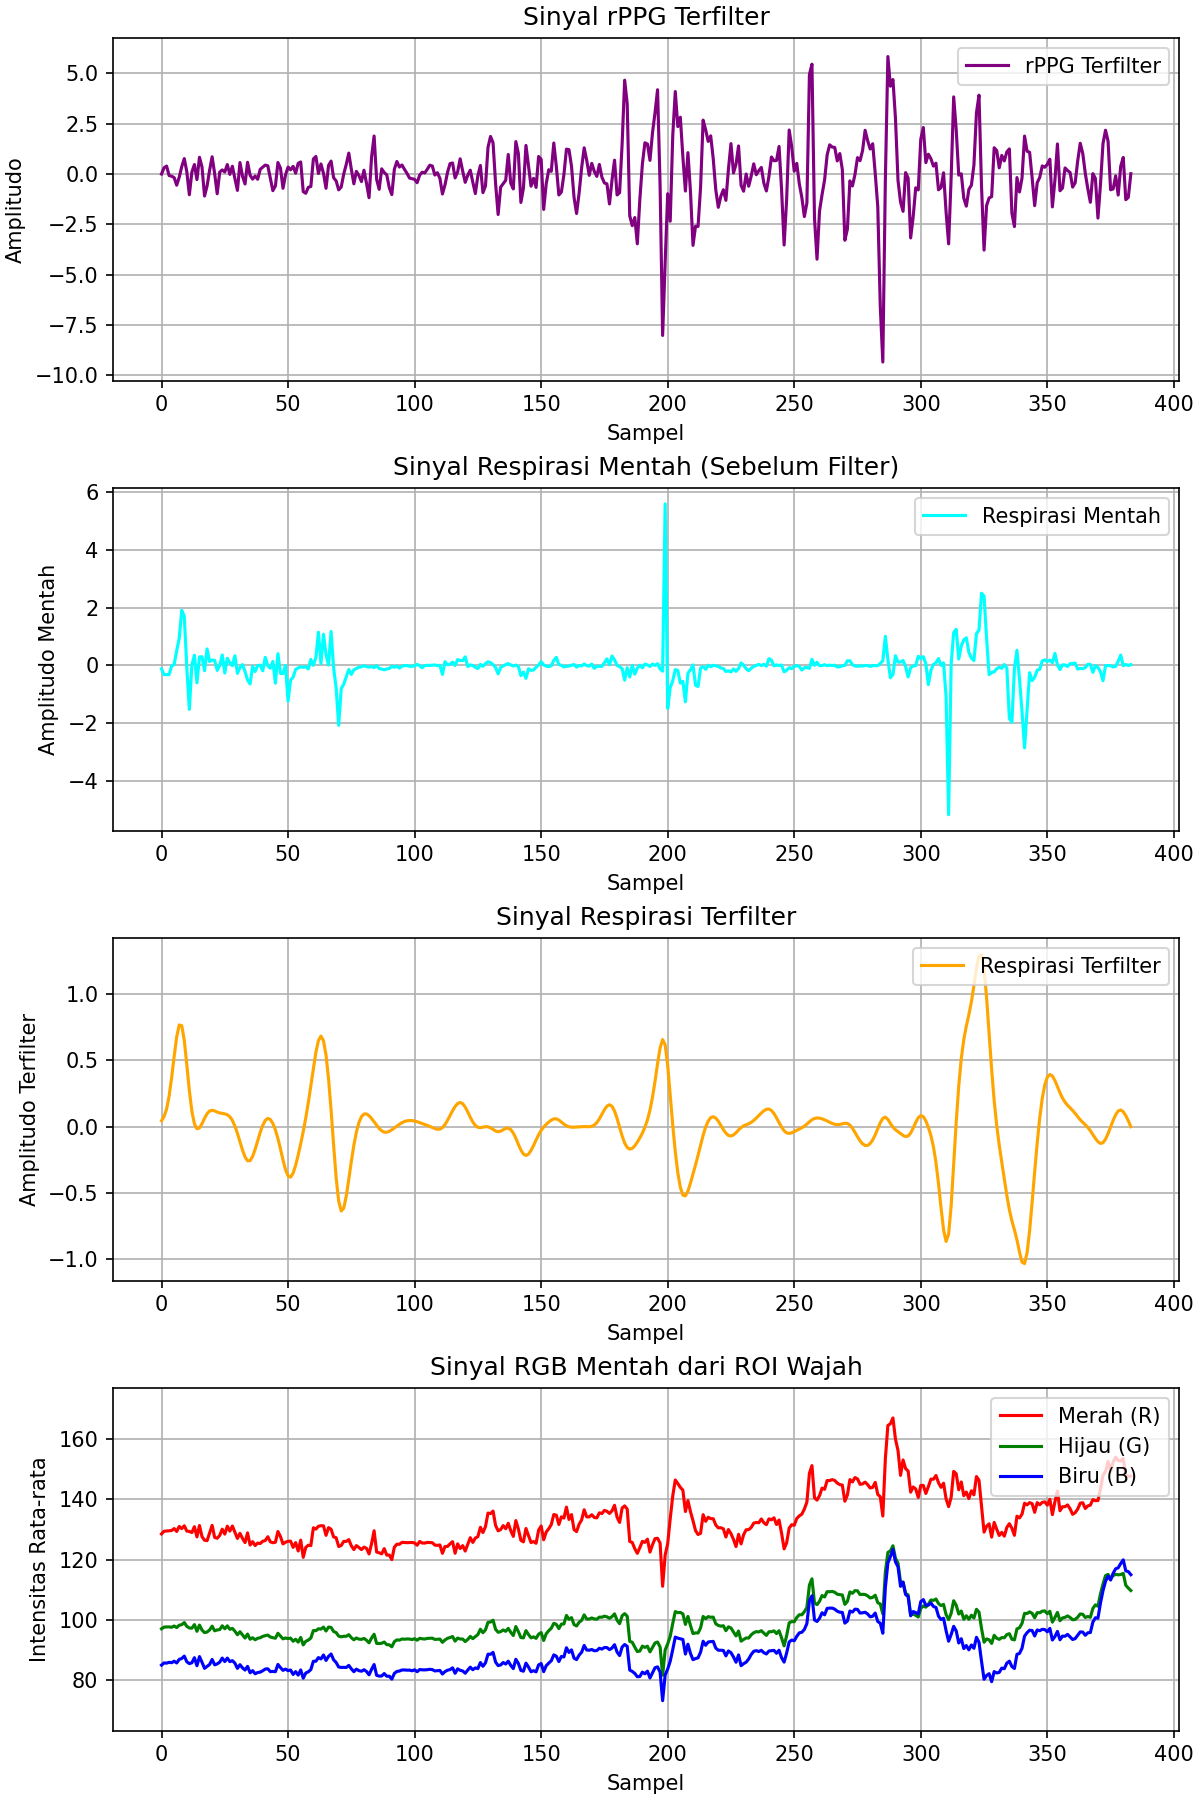 Sinyal rPPG Terfilter
rPPG Terfilter
Amplitudo
5.0
2.5
0.0
−2.5
−5.0
−7.5
−10.0
0 50 100 150 200 250 300 350 400
Sampel
Sinyal Respirasi Mentah (Sebelum Filter)
Respirasi Mentah
Amplitudo Mentah
6
4
2
0
−2
−4
0 50 100 150 200 250 300 350 400
Sampel
Sinyal Respirasi Terfilter
Respirasi Terfilter
Amplitudo Terfilter
1.0
0.5
0.0
−0.5
−1.0
0 50 100 150 200 250 300 350 400
Sampel
Sinyal RGB Mentah dari ROI Wajah
Merah (R)
Hijau (G)
Biru (B)
Intensitas Rata-rata
160
140
120
100
80
0 50 100 150 200 250 300 350 400
Sampel